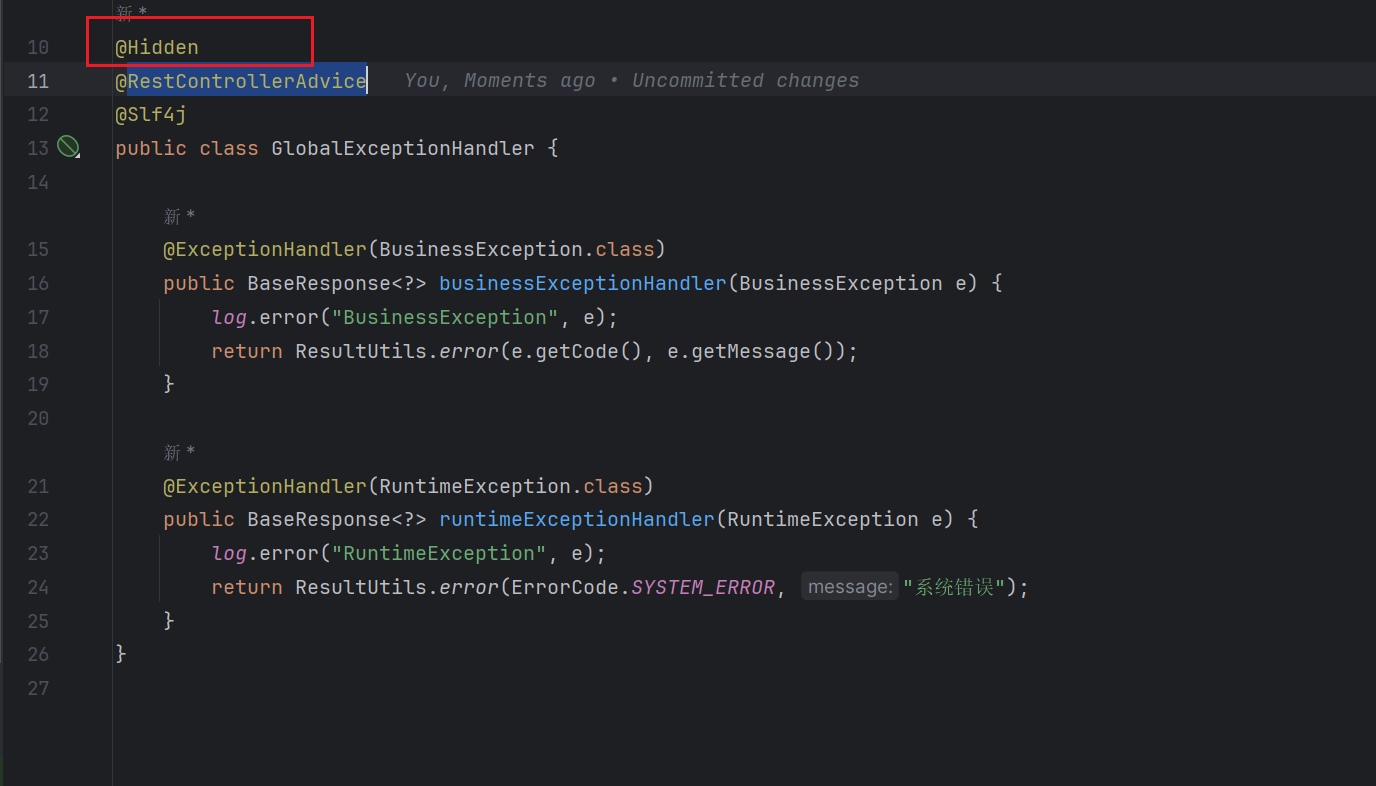 新 *
10 @Hidden
11 @RestControllerAdvice You, Moments ago • Uncommitted changes
12 @Slf4j
13 public class GlobalExceptionHandler {
14
新 *
15 @ExceptionHandler(BusinessException.class)
16 public BaseResponse<?> businessExceptionHandler(BusinessException e) {
17 log.error("BusinessException", e);
18 return ResultUtils.error(e.getCode(), e.getMessage());
19 }
20
新 *
21 @ExceptionHandler(RuntimeException.class)
22 public BaseResponse<?> runtimeExceptionHandler(RuntimeException e) {
23 log.error("RuntimeException", e);
24 return ResultUtils.error(ErrorCode.SYSTEM_ERROR, message: "系统错误");
25 }
26 }
27